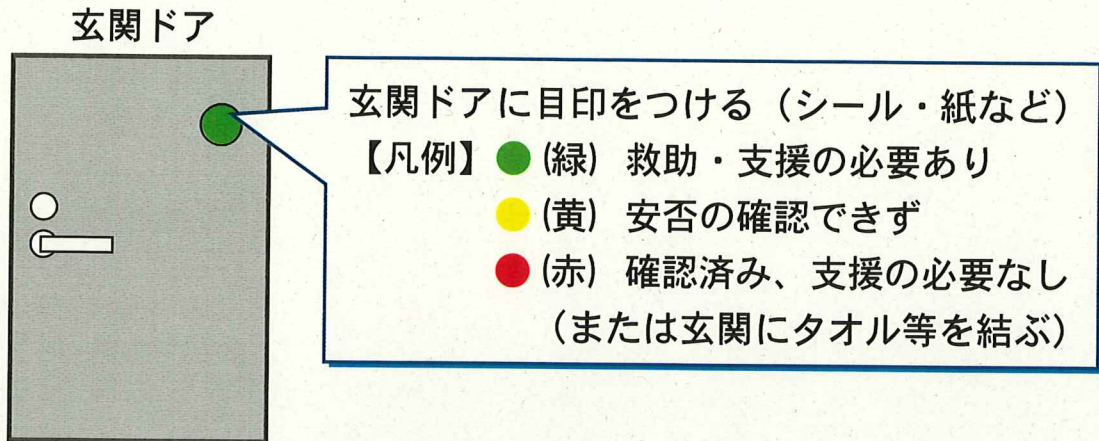 玄関ドア
玄関ドアに目印をつける（シール・紙など）
【凡例】●(緑) 救助・支援の必要あり
●(黄) 安否の確認できず
●(赤) 確認済み、支援の必要なし
（または玄関にタオル等を結ぶ）